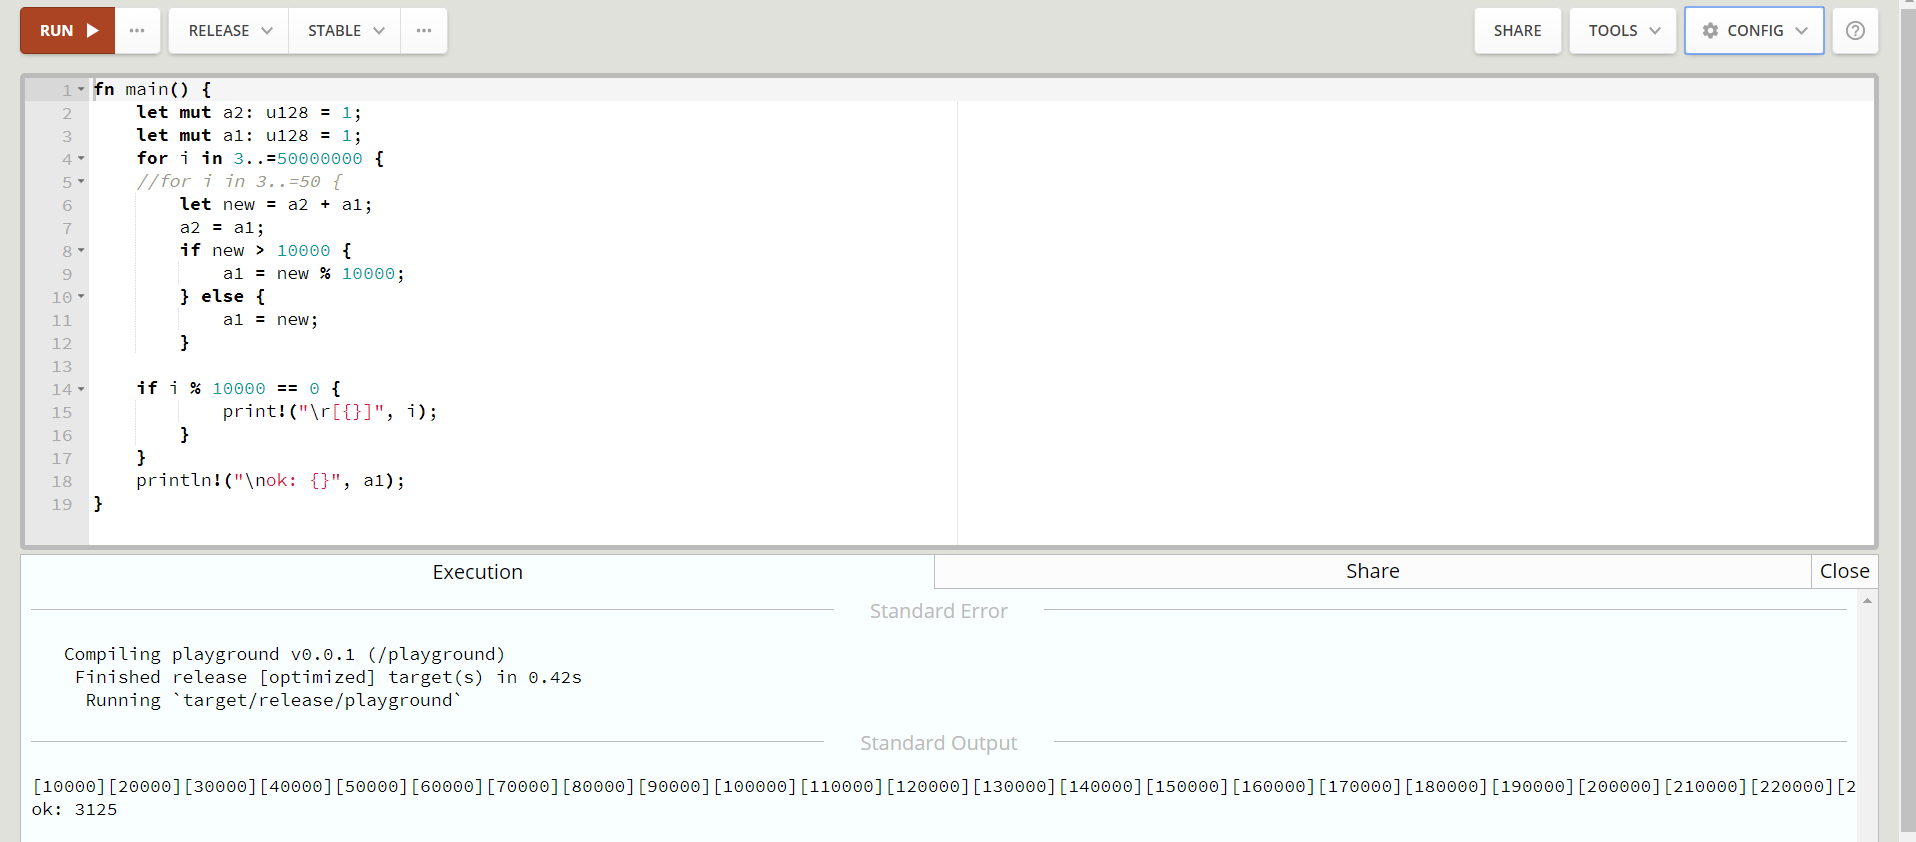 RUN ••• RELEASE STABLE ••• SHARE TOOLS CONFIG ?
1 fn main() {
2     let mut a2: u128 = 1;
3     let mut a1: u128 = 1;
4     for i in 3..=50000000 {
5     //for i in 3..=50 {
6         let new = a2 + a1;
7         a2 = a1;
8         if new > 10000 {
9             a1 = new % 10000;
10         } else {
11             a1 = new;
12         }
13
14     if i % 10000 == 0 {
15             print!("\r[{}]", i);
16         }
17     }
18     println!("\nok: {}", a1);
19 }
Execution Share Close
Standard Error
   Compiling playground v0.0.1 (/playground)
    Finished release [optimized] target(s) in 0.42s
     Running `target/release/playground`
Standard Output
[10000][20000][30000][40000][50000][60000][70000][80000][90000][100000][110000][120000][130000][140000][150000][160000][170000][180000][190000][200000][210000][220000][2
ok: 3125